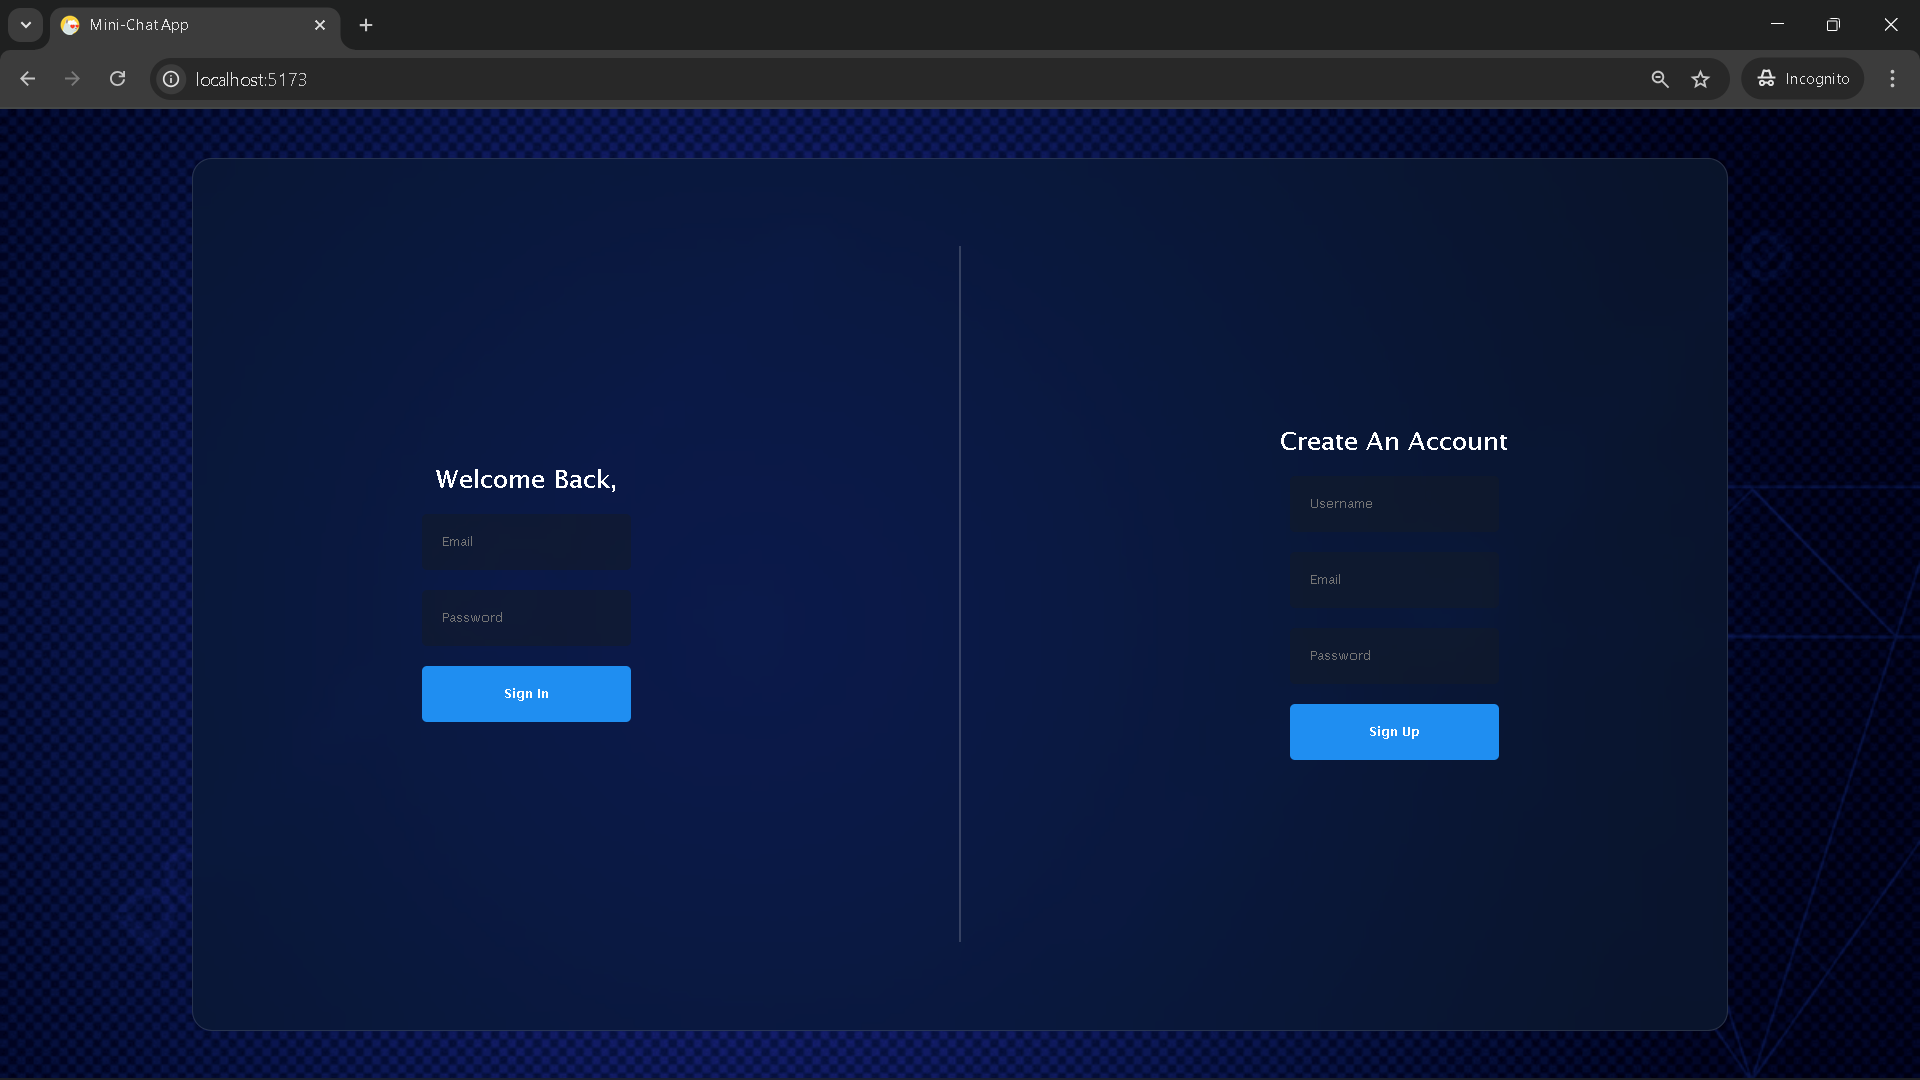 Mini-Chat App
localhost:5173
Incognito
Welcome Back,
Email
Password
Sign In
Create An Account
Username
Email
Password
Sign Up